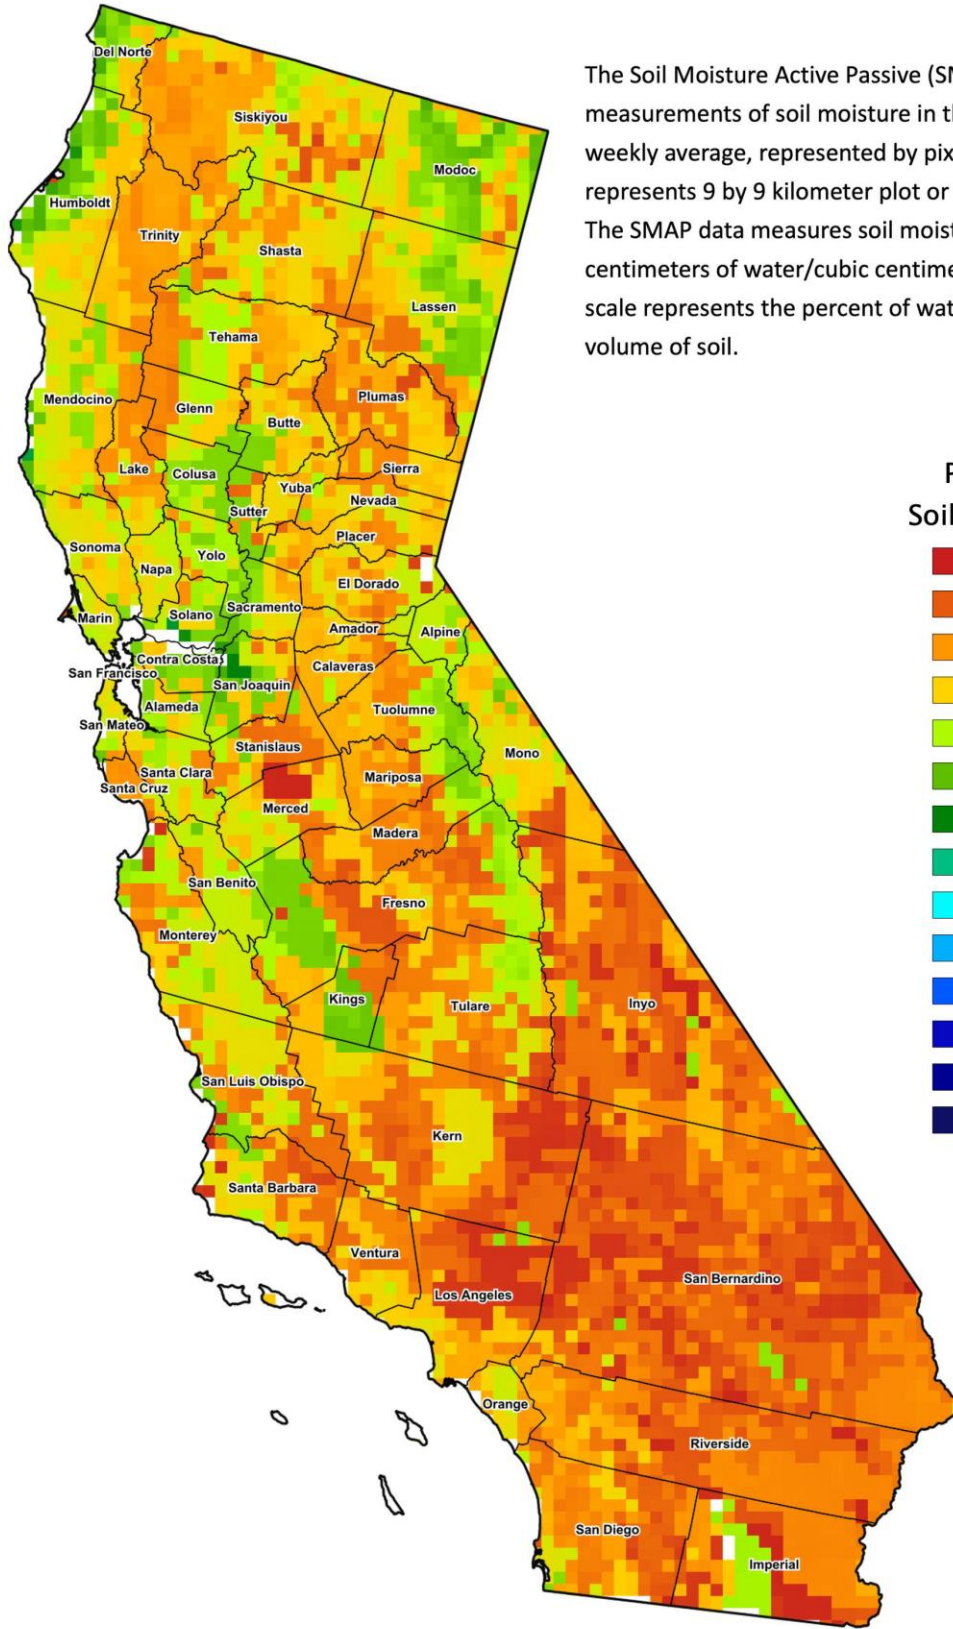 The Soil Moisture Active Passive (SM
measurements of soil moisture in th
weekly average, represented by pix
represents 9 by 9 kilometer plot or
The SMAP data measures soil moist
centimeters of water/cubic centime
scale represents the percent of wat
volume of soil.
Soil
Del Norte
Siskiyou
Modoc
Humboldt
Trinity
Shasta
Lassen
Tehama
Mendocino
Glenn
Butte
Plumas
Lake
Colusa
Sierra
Yuba
Nevada
Sutter
Placer
Sonoma
Yolo
Napa
El Dorado
Sacramento
Solano
Marin
Amador
Alpine
Contra Costa
San Francisco
Calaveras
San Joaquin
Alameda
Tuolumne
San Mateo
Stanislaus
Mono
Santa Clara
Mariposa
Santa Cruz
Merced
Madera
San Benito
Fresno
Monterey
Kings
Tulare
Inyo
San Luis Obispo
Kern
Santa Barbara
Ventura
San Bernardino
Los Angeles
Orange
Riverside
San Diego
Imperial